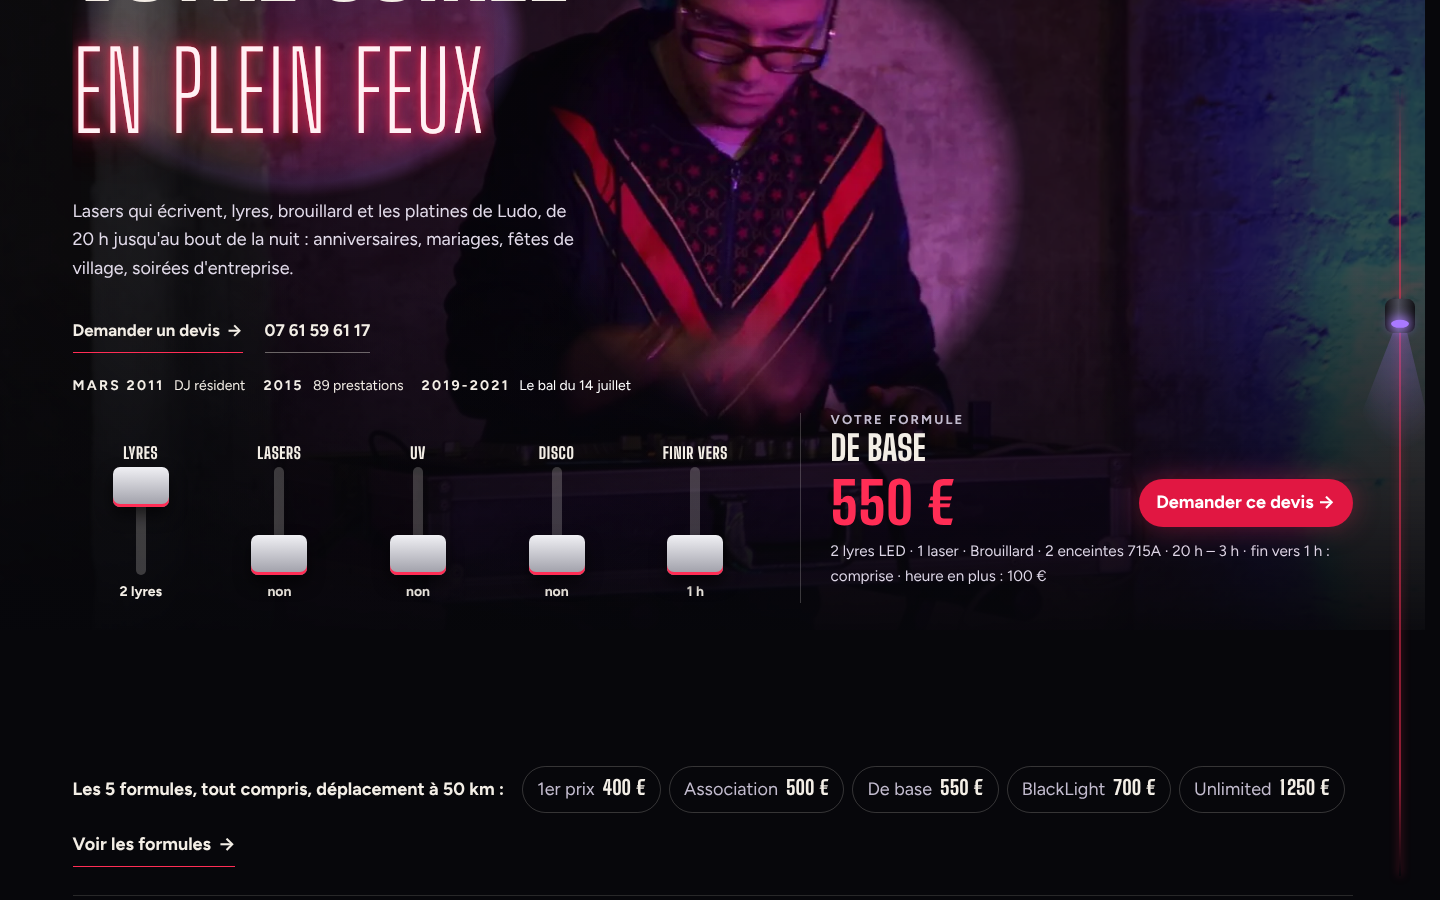 EN PLEIN FEUX
Lasers qui écrivent, lyres, brouillard et les platines de Ludo, de
20 h jusqu'au bout de la nuit : anniversaires, mariages, fêtes de
village, soirées d'entreprise.
Demander un devis → 07 61 59 61 17
MARS 2011 DJ résident 2015 89 prestations 2019-2021 Le bal du 14 juillet
VOTRE FORMULE
DE BASE
550 €
Demander ce devis →
2 lyres LED · 1 laser · Brouillard · 2 enceintes 715A · 20 h – 3 h · fin vers 1 h :
comprise · heure en plus : 100 €
LYRES LASERS UV DISCO FINIR VERS
2 lyres non non non 1 h
Les 5 formules, tout compris, déplacement à 50 km : 1er prix 400 € Association 500 € De base 550 € BlackLight 700 € Unlimited 1250 €
Voir les formules →